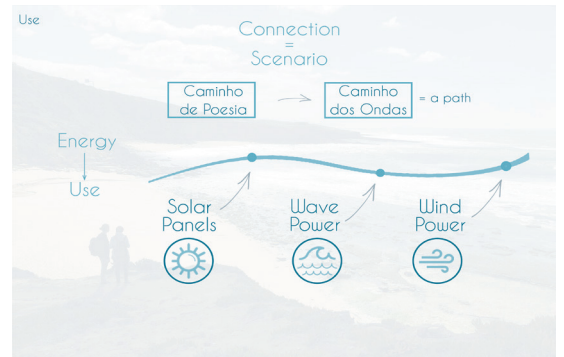 Use
Connection
=
Scenario
Caminho
de Poesia
Caminho
dos Ondas
= a path
Energy
Use
Solar
Panels
Wave
Power
Wind
Power